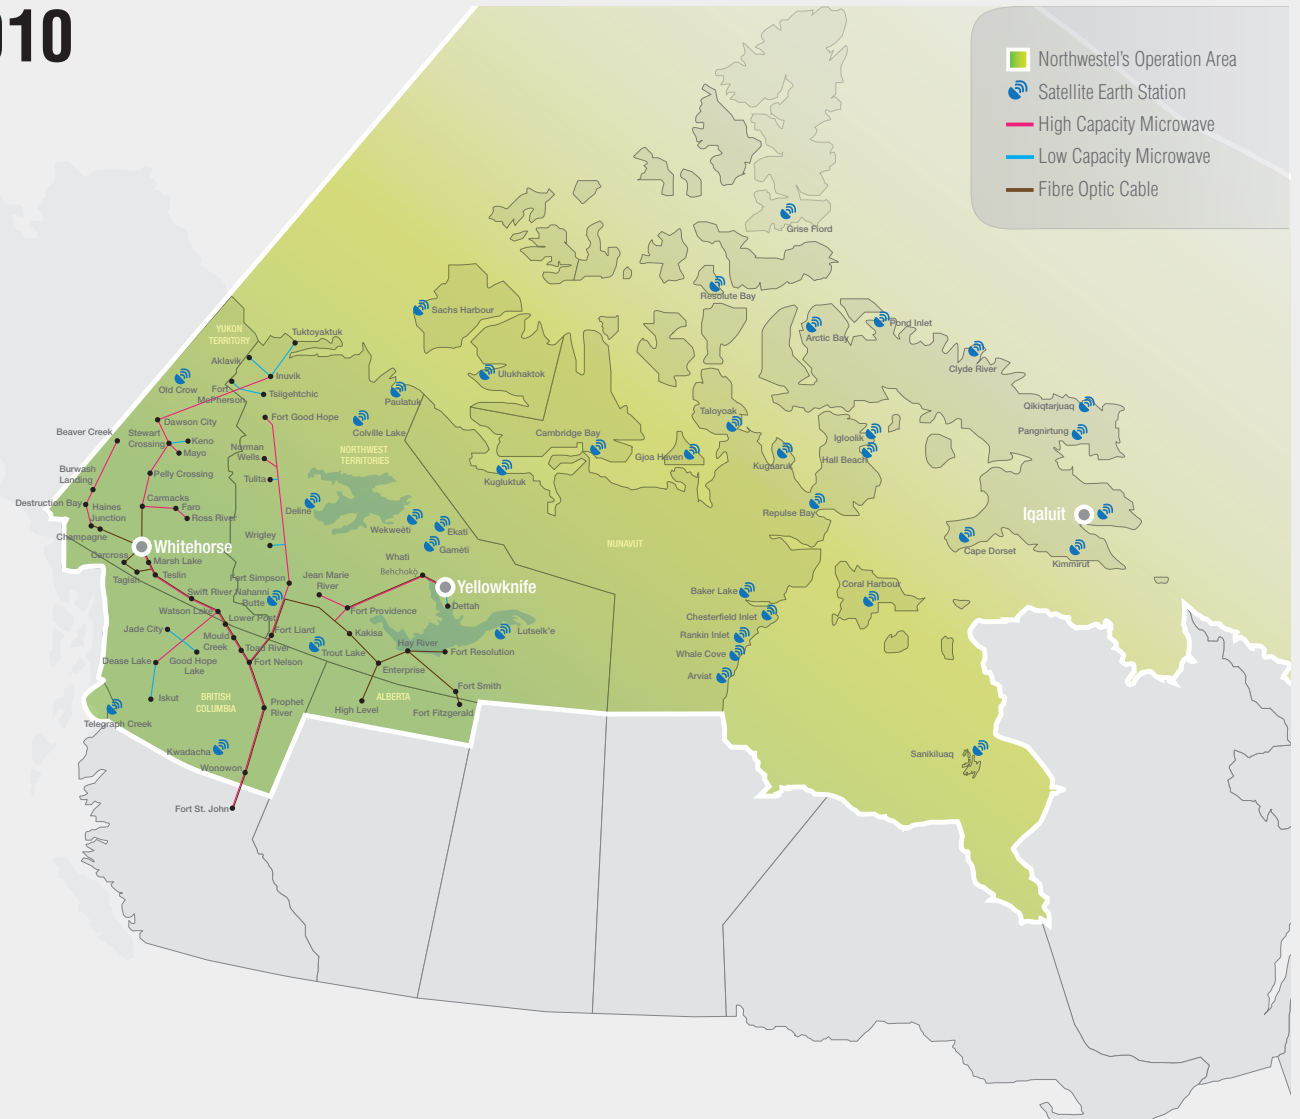 010
Northwestel's Operation Area
Satellite Earth Station
High Capacity Microwave
Low Capacity Microwave
Fibre Optic Cable
Grise Fiord
Resolute Bay
Sachs Harbour
Arctic Bay
Pond Inlet
Clyde River
YUKON
TERRITORY
Tuktoyaktuk
Aklavik
Inuvik
Old Crow
Fort
McPherson
Tsiigehtchic
Paulatuk
Ulukhaktok
Qikiqtarjuaq
Pangnirtung
Taloyoak
Dawson City
Fort Good Hope
Colville Lake
Beaver Creek
Stewart
Crossing
Keno
Mayo
Norman
Wells
NORTHWEST
TERRITORIES
Cambridge Bay
Gjoa Haven
Kugaaruk
Igloolik
Hall Beach
Burwash
Landing
Pelly Crossing
Tulita
Kugluktuk
Destruction Bay
Haines
Junction
Carmacks
Faro
Ross River
Deline
Repulse Bay
Iqaluit
Champagne
Whitehorse
Wrigley
Wekweèti
Ekati
Gamèti
NUNAVUT
Cape Dresset
Kimmirut
Carcross
Marsh Lake
Tagish
Teslin
Whati
Behchokò
Fort Simpson
Jean Marie
River
Yellowknife
Dettah
Swift River
Nahanni
Butte
Watson Lake
Lower Post
Fort Providence
Baker Lake
Coral Harbour
Chesterfield Inlet
Rankin Inlet
Whale Cove
Arviat
Jade City
Mould
Creek
Fort Liard
Kakisa
Lutselk'e
Toad River
Trout Lake
Hay River
Fort Resolution
Dease Lake
Good Hope
Lake
Fort Nelson
Enterprise
Iskut
BRITISH
COLUMBIA
Prophet
River
ALBERTA
High Level
Fort Smith
Fort Fitzgerald
Telegraph Creek
Kwadacha
Wonowon
Fort St. John
Sanikiluaq